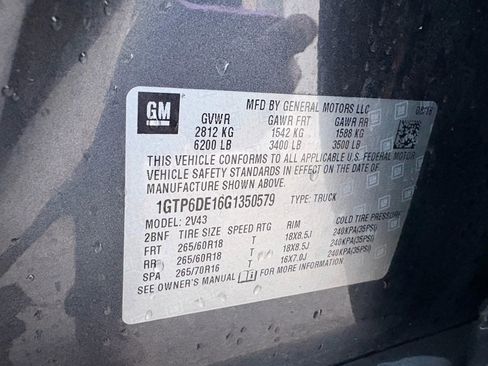 GM
MFD BY GENERAL MOTORS LLC
GVWR GAWR FRT GAWR RR
2812 KG 1542 KG 1588 KG
6200 LB 3400 LB 3500 LB
THIS VEHICLE CONFORMS TO ALL APPLICABLE U.S. FEDERAL MOTOR
VEHICLE SAFETY STANDARDS IN EFFECT ON THE DATE OF
MANUFACTURE SHOWN ABOVE.
1GTP6DE16G1350579 TYPE: TRUCK
MODEL: 2V43
2BNF TIRE SIZE SPEED RTG RIM COLD TIRE PRESSURE
FRT 265/60R18 T 18X8.5J 240KPA(35PSI)
RR 265/60R18 T 18X8.5J 240KPA(35PSI)
SPA 265/70R16 T 16X7.0J 240KPA(35PSI)
SEE OWNER'S MANUAL FOR MORE INFORMATION.